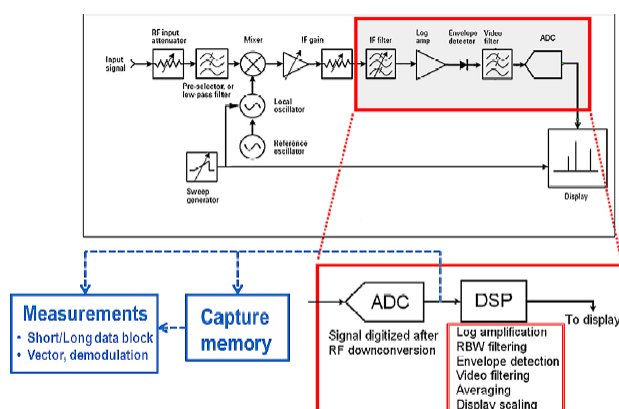 RF input
attenuator
Mixer
IF gain
IF filter
Log
amp
Envelope
detector
Video
filter
ADC
Input
signal
Pre-selector, or
low-pass filter
Local
oscillator
Reference
oscillator
Sweep
generator
Display
Measurements
• Short/Long data block
• Vector, demodulation
Capture
memory
ADC
DSP
To display
Signal digitized after
RF downconversion
Log amplification
RBW filtering
Envelope detection
Video filtering
Averaging
Display scaling